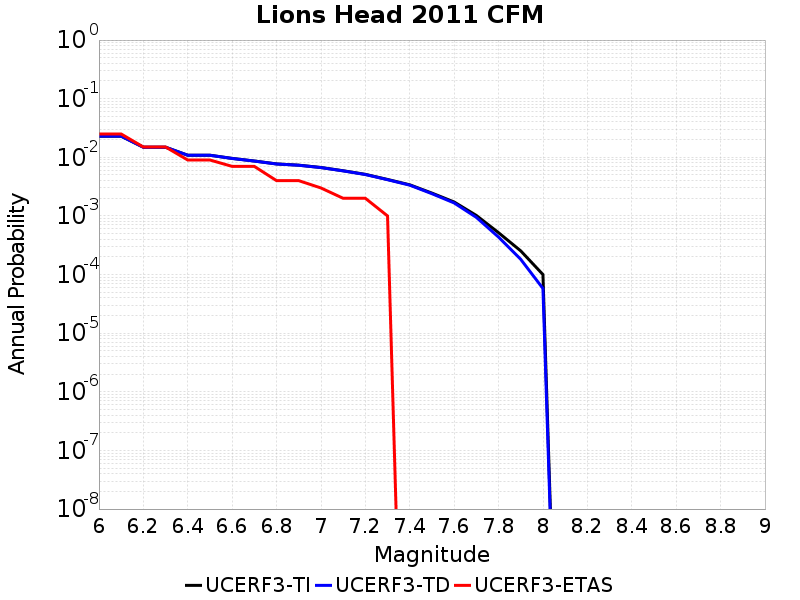 Lions Head 2011 CFM
Annual Probability
10^0
10^-1
10^-2
10^-3
10^-4
10^-5
10^-6
10^-7
10^-8
6 6.2 6.4 6.6 6.8 7 7.2 7.4 7.6 7.8 8 8.2 8.4 8.6 8.8 9
Magnitude
UCERF3-TI UCERF3-TD UCERF3-ETAS